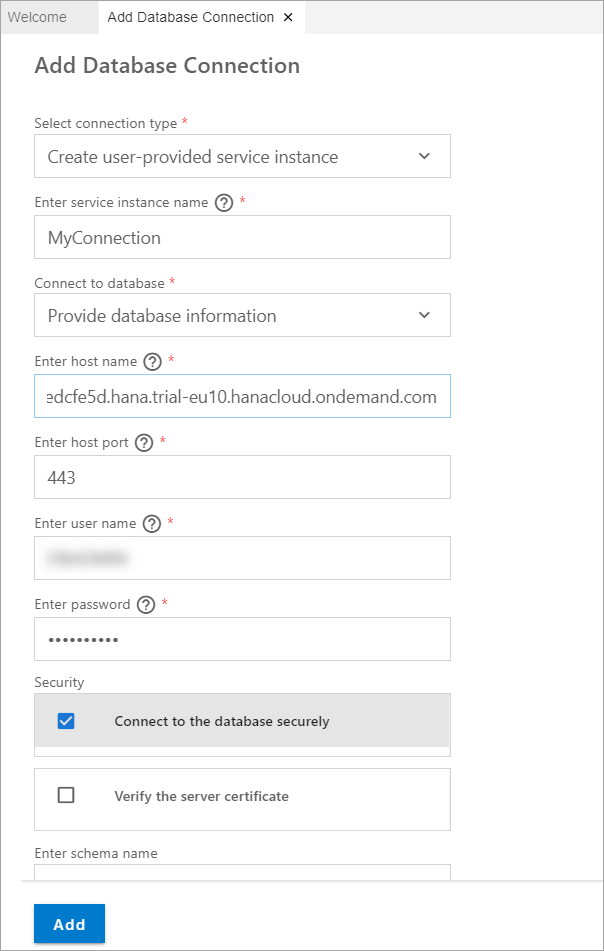 Welcome
Add Database Connection ×
Add Database Connection
Select connection type *
Create user-provided service instance
Enter service instance name ? *
MyConnection
Connect to database *
Provide database information
Enter host name ? *
edcfe5d.hana.trial-eu10.hanacloud.ondemand.com
Enter host port ? *
443
Enter user name ? *
Enter password ? *
••••••••••
Security
Connect to the database securely
Verify the server certificate
Enter schema name
Add